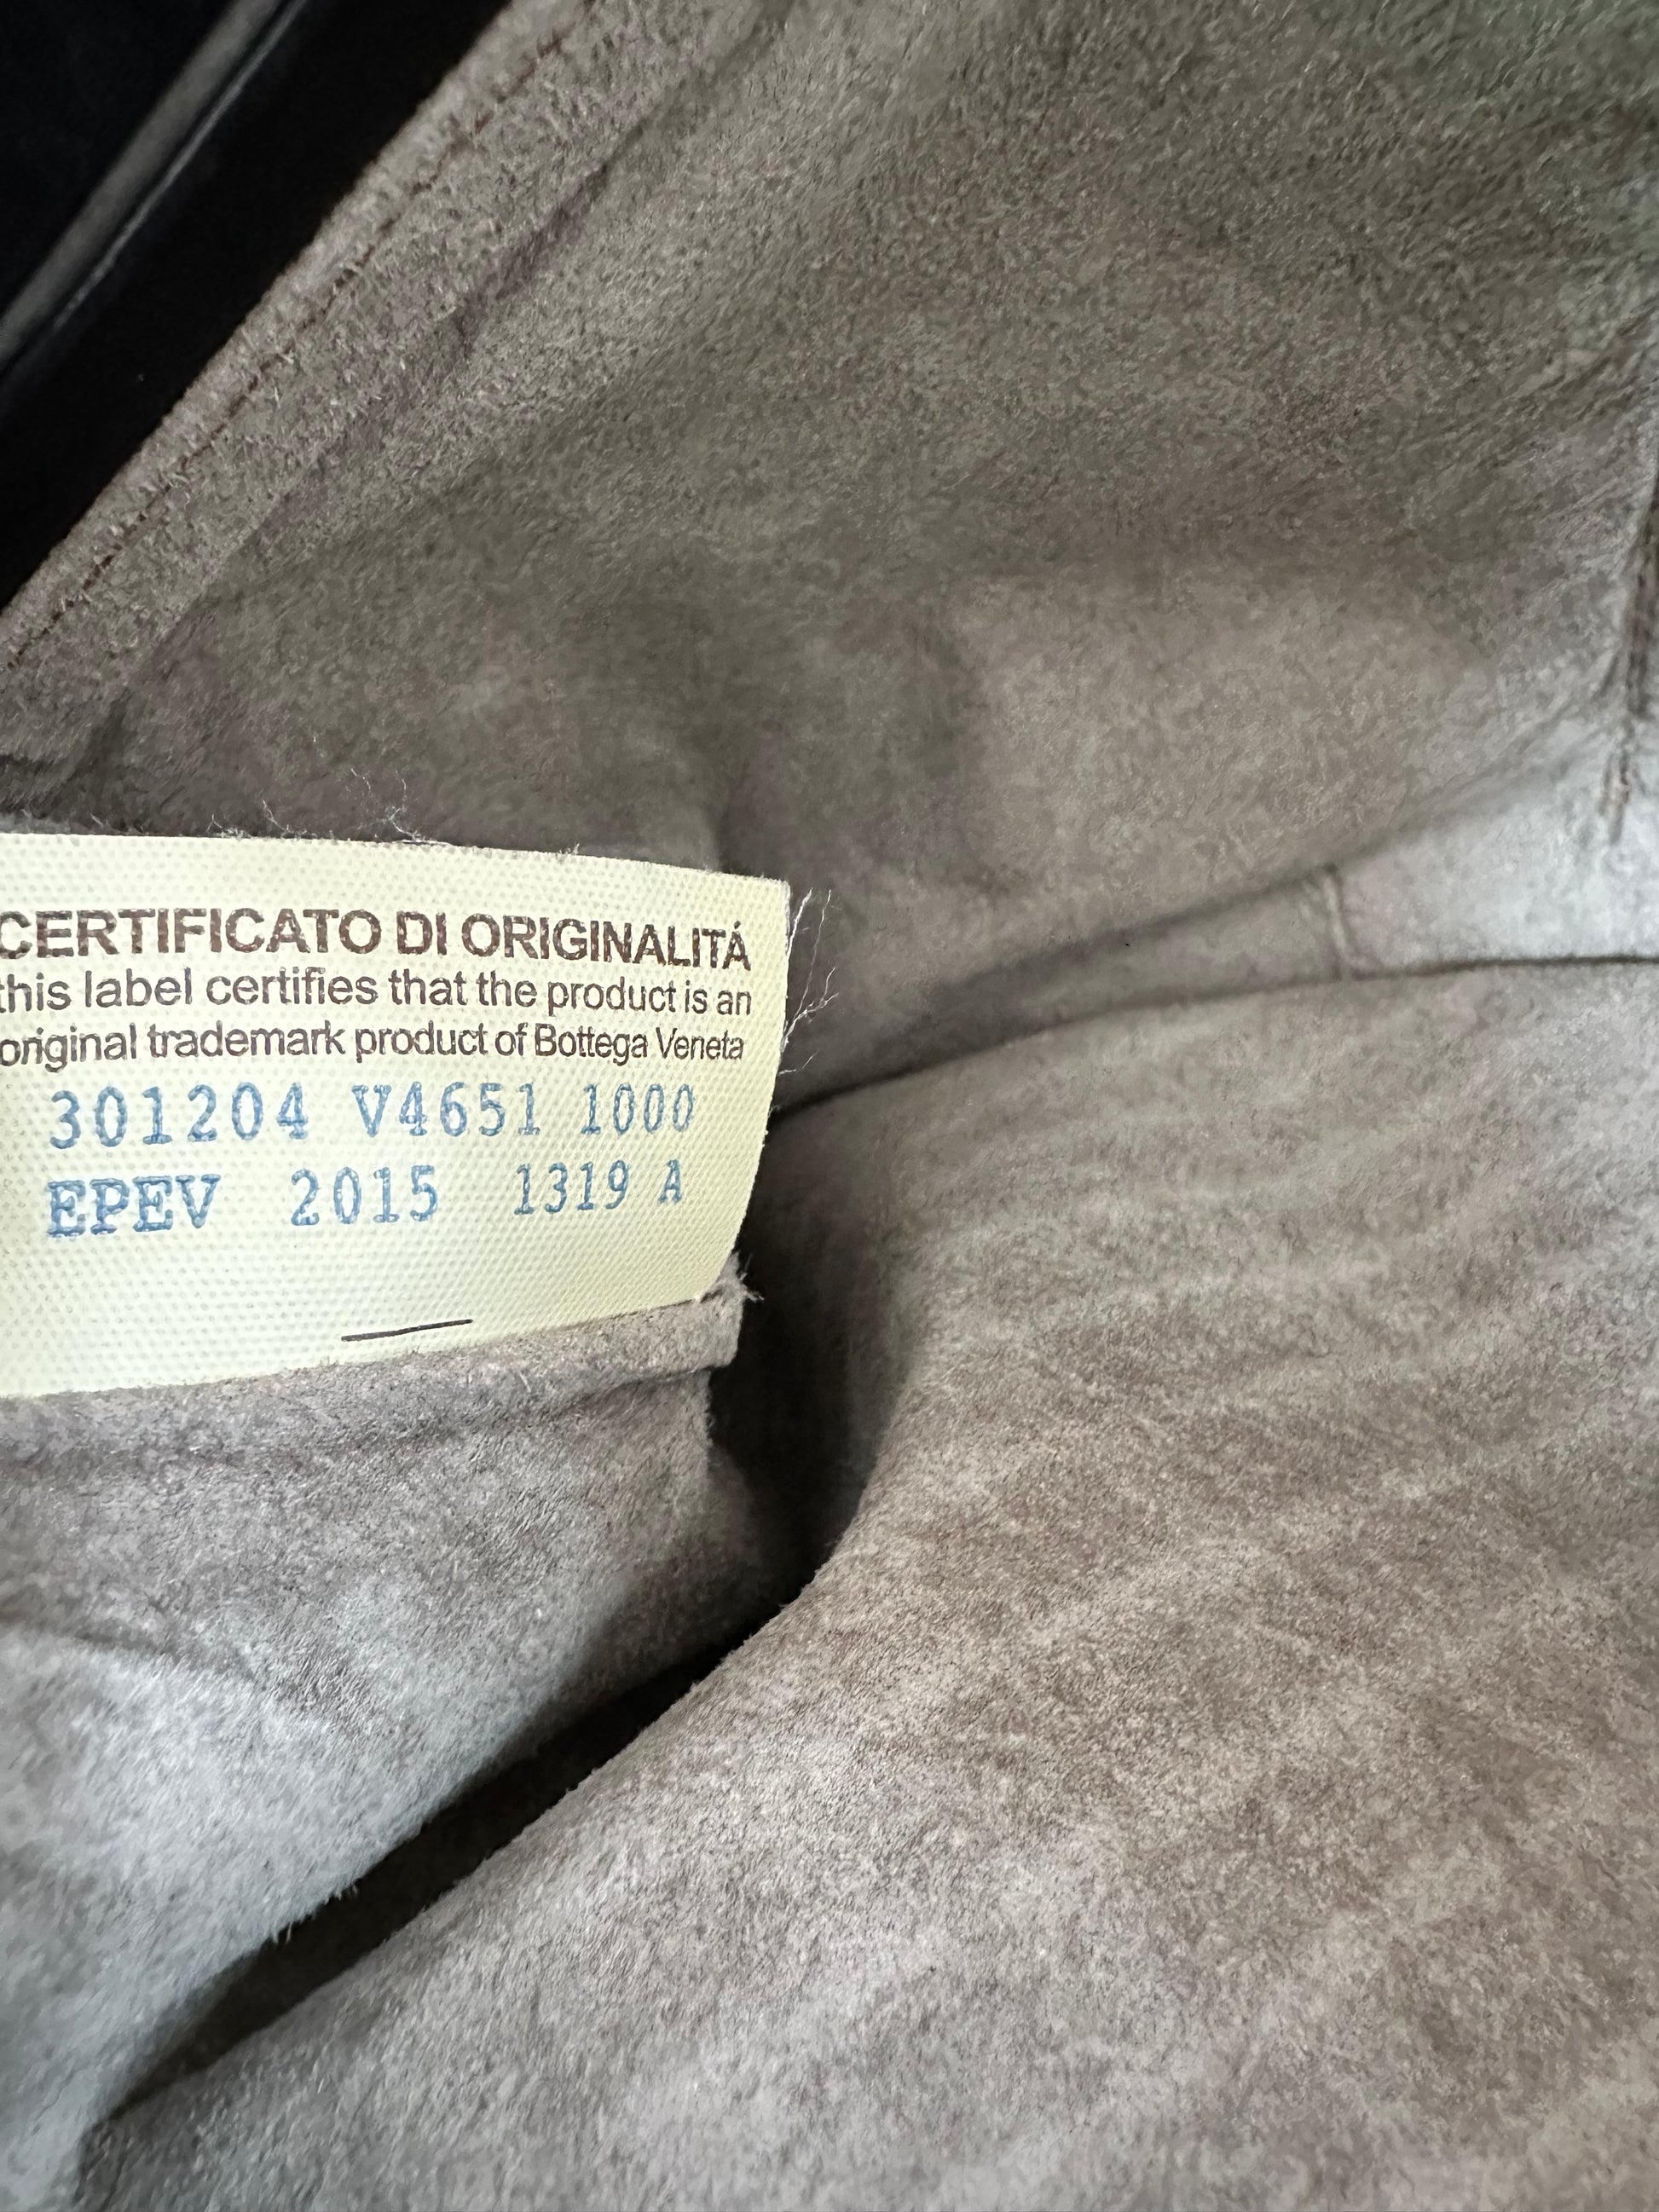 CERTIFICATO DI ORIGINALITÁ
this label certifies that the product is an
original trademark product of Bottega Veneta
301204 V4651 1000
EPEV 2015 1319 A